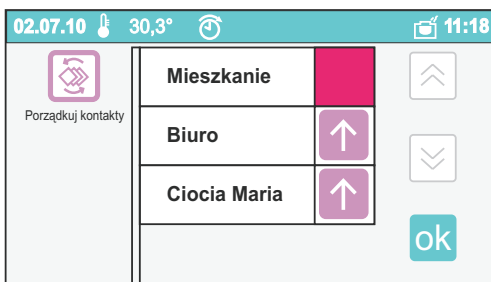 02.07.10 30,3° 11:18
Porządkuj kontakty
Mieszkanie
Biuro
Ciocia Maria
ok